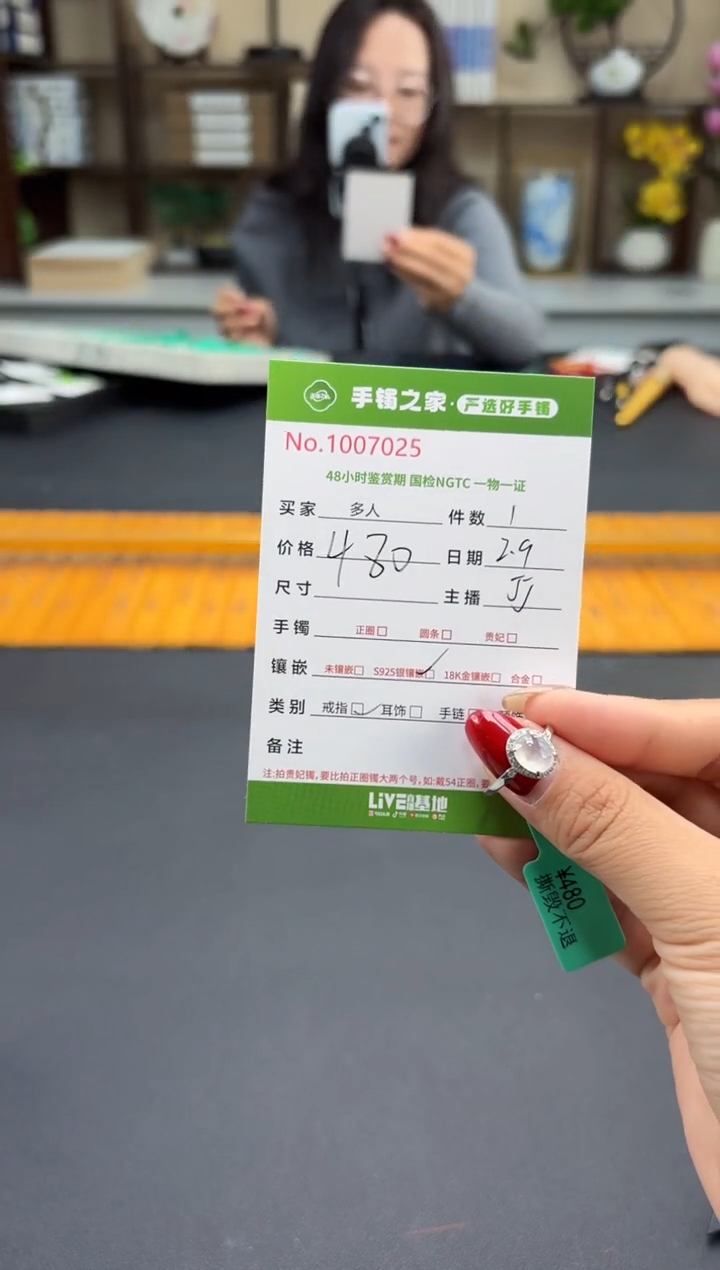 手镯之家·严选好手镯
No.1007025
48小时鉴赏期 国检NGTC 一物一证
买家 多人 件数 1
价格 480 日期 2.9
尺寸 主播 JJ
手镯 正圈□ 圆条□ 贵妃□
镶嵌 未镶嵌□ S925银镶嵌☑ 18K金镶嵌□ 合金□
类别 戒指☑ 耳饰□ 手链□
备注
注:拍贵妃镯,要比拍正圈镯大两个号,如:戴54正圈,要
LIVE 基地
¥480
撕毁不退